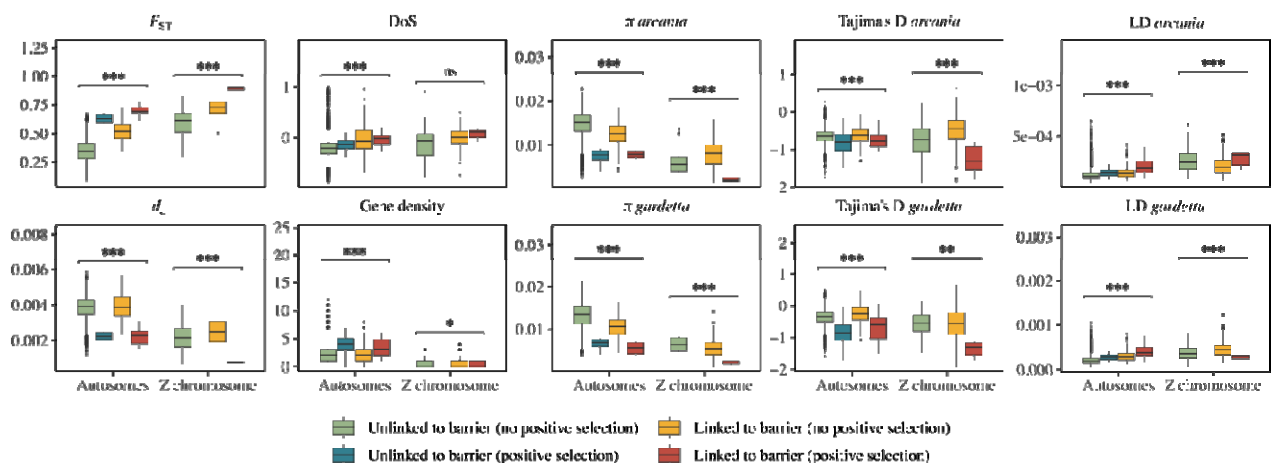 F_ST
DoS
π arcania
Tajima's D arcania
LD arcania
1.25
1.00
0.75
0.50
0.25
***
***
1
0
***
ns
0.03
0.02
0.01
***
***
1
0
−1
2
***
***
1e−03
5e−04
***
***
Gene density
π gardetta
Tajima's D gardetta
LD gardetta
0.008
0.006
0.004
0.002
***
***
25
20
15
10
5
0
***
*
0.03
0.02
0.01
***
***
1
0
−1
−2
***
**
0.003
0.002
0.001
0.000
***
***
Autosomes Z chromosome
Autosomes Z chromosome
Autosomes Z chromosome
Autosomes Z chromosome
Autosomes Z chromosome
Unlinked to barrier (no positive selection)
Linked to barrier (no positive selection)
Unlinked to barrier (positive selection)
Linked to barrier (positive selection)